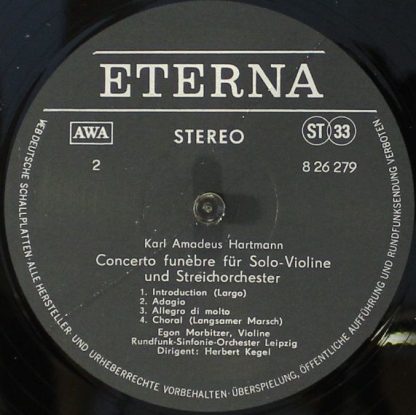 ETERNA
AWA
STEREO
ST 33
2
8 26 279
Karl Amadeus Hartmann
Concerto funèbre für Solo-Violine
und Streichorchester
1. Introduction (Largo)
2. Adagio
3. Allegro di molto
4. Choral (Langsamer Marsch)
Egon Morbitzer, Violine
Rundfunk-Sinfonie-Orchester Leipzig
Dirigent: Herbert Kegel
VEB DEUTSCHE SCHALLPLATTEN·ALLE HERSTELLER- UND URHEBERRECHTE VORBEHALTEN·ÜBERSPIELUNG, ÖFFENTLICHE AUFFÜHRUNG UND RUNDFUNKSENDUNG VERBOTEN